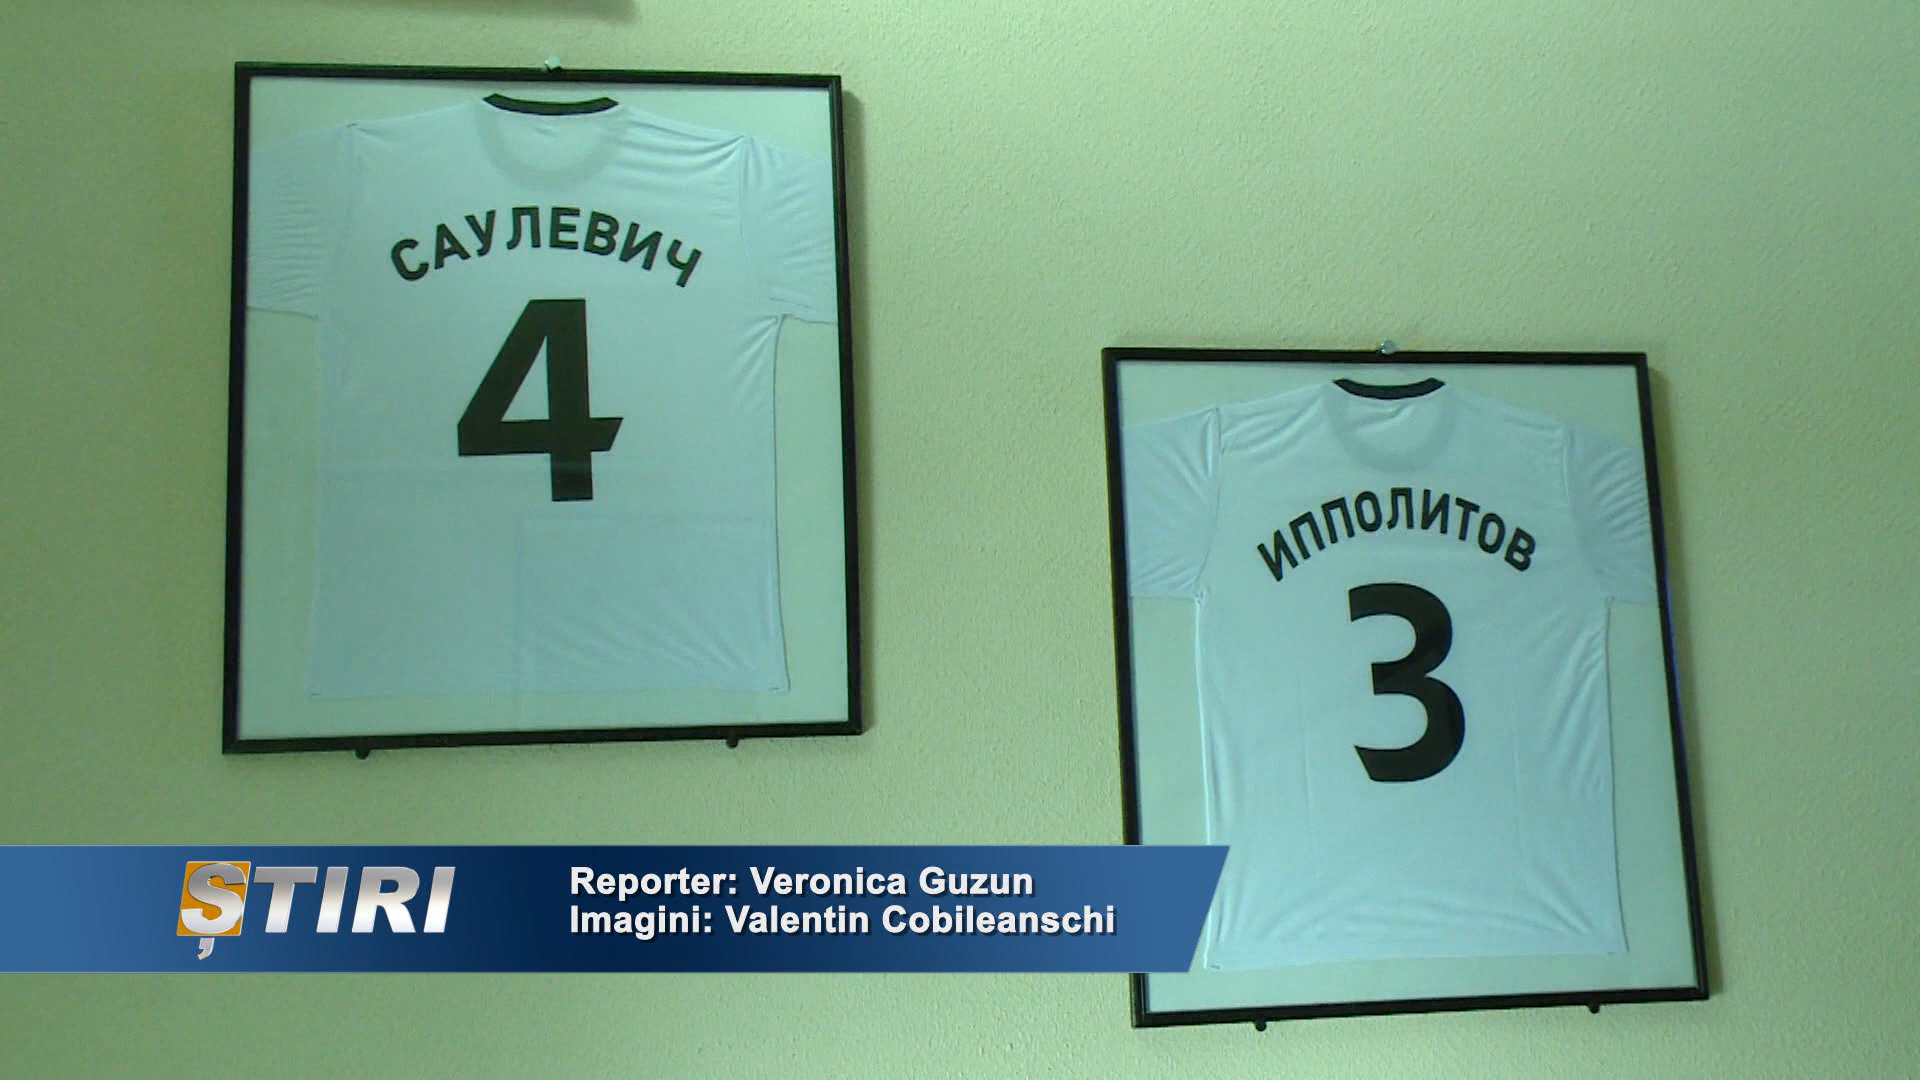 САУЛЕВИЧ
4
ИППОЛИТОВ
3
ȘTIRI
Reporter: Veronica Guzun
Imagini: Valentin Cobileanschi